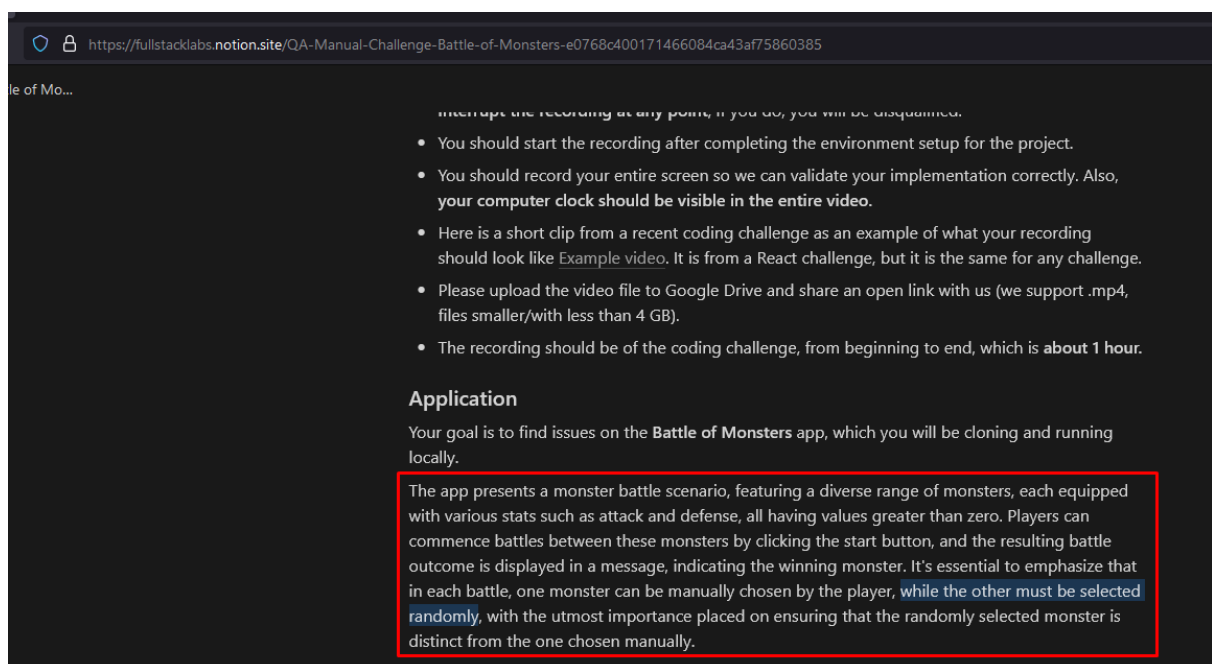 https://fullstacklabs.notion.site/QA-Manual-Challenge-Battle-of-Monsters-e0768c400171466084ca43af75860385
le of Mo...
interrupt the recording at any point, if you do, you will be disqualified.
• You should start the recording after completing the environment setup for the project.
• You should record your entire screen so we can validate your implementation correctly. Also,
your computer clock should be visible in the entire video.
• Here is a short clip from a recent coding challenge as an example of what your recording
should look like Example video. It is from a React challenge, but it is the same for any challenge.
• Please upload the video file to Google Drive and share an open link with us (we support .mp4,
files smaller/with less than 4 GB).
• The recording should be of the coding challenge, from beginning to end, which is about 1 hour.
Application
Your goal is to find issues on the Battle of Monsters app, which you will be cloning and running
locally.
The app presents a monster battle scenario, featuring a diverse range of monsters, each equipped
with various stats such as attack and defense, all having values greater than zero. Players can
commence battles between these monsters by clicking the start button, and the resulting battle
outcome is displayed in a message, indicating the winning monster. It's essential to emphasize that
in each battle, one monster can be manually chosen by the player, while the other must be selected
randomly, with the utmost importance placed on ensuring that the randomly selected monster is
distinct from the one chosen manually.